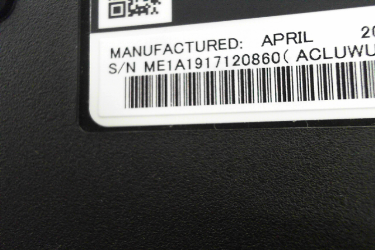 MANUFACTURED: APRIL 20
S/N ME1A1917120860( ACLUWU